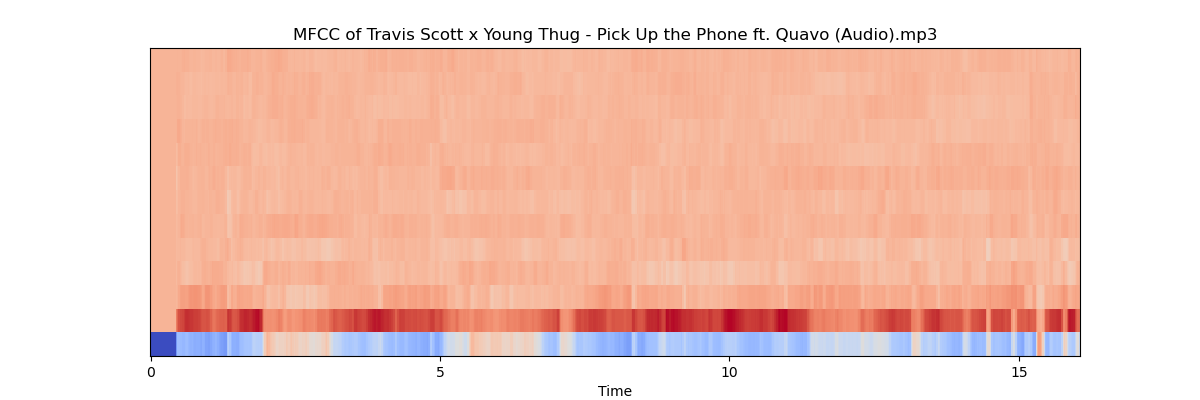 MFCC of Travis Scott x Young Thug - Pick Up the Phone ft. Quavo (Audio).mp3
0 5 10 15
Time